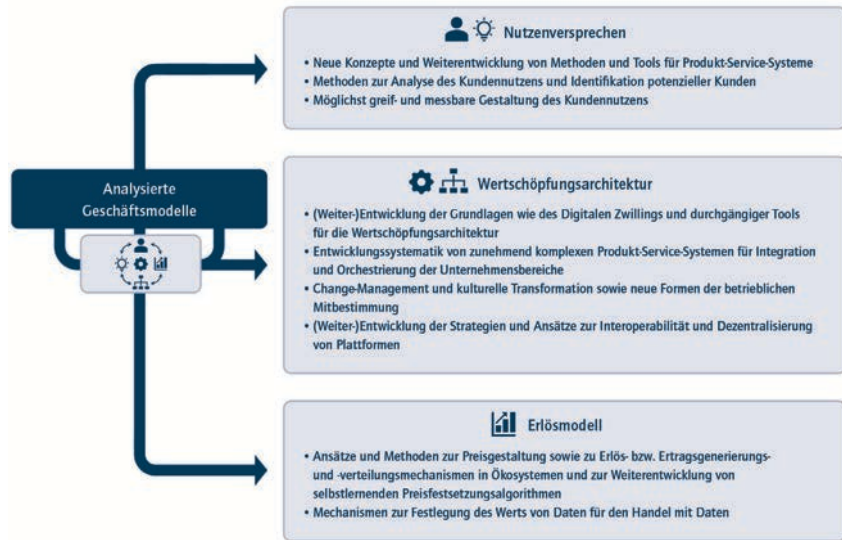 Nutzenversprechen
• Neue Konzepte und Weiterentwicklung von Methoden und Tools für Produkt-Service-Systeme
• Methoden zur Analyse des Kundennutzens und Identifikation potenzieller Kunden
• Möglichst greif- und messbare Gestaltung des Kundennutzens
Analysierte
Geschäftsmodelle
Wertschöpfungsarchitektur
• (Weiter-)Entwicklung der Grundlagen wie des Digitalen Zwillings und durchgängiger Tools
für die Wertschöpfungsarchitektur
• Entwicklungssystematik von zunehmend komplexen Produkt-Service-Systemen für Integration
und Orchestrierung der Unternehmensbereiche
• Change-Management und kulturelle Transformation sowie neue Formen der betrieblichen
Mitbestimmung
• (Weiter-)Entwicklung der Strategien und Ansätze zur Interoperabilität und Dezentralisierung
von Plattformen
Erlösmodell
• Ansätze und Methoden zur Preisgestaltung sowie zu Erlös- bzw. Ertragsgenerierungs-
und -verteilungsmechanismen in Ökosystemen und zur Weiterentwicklung von
selbstlernenden Preisfestsetzungsalgorithmen
• Mechanismen zur Festlegung des Werts von Daten für den Handel mit Daten